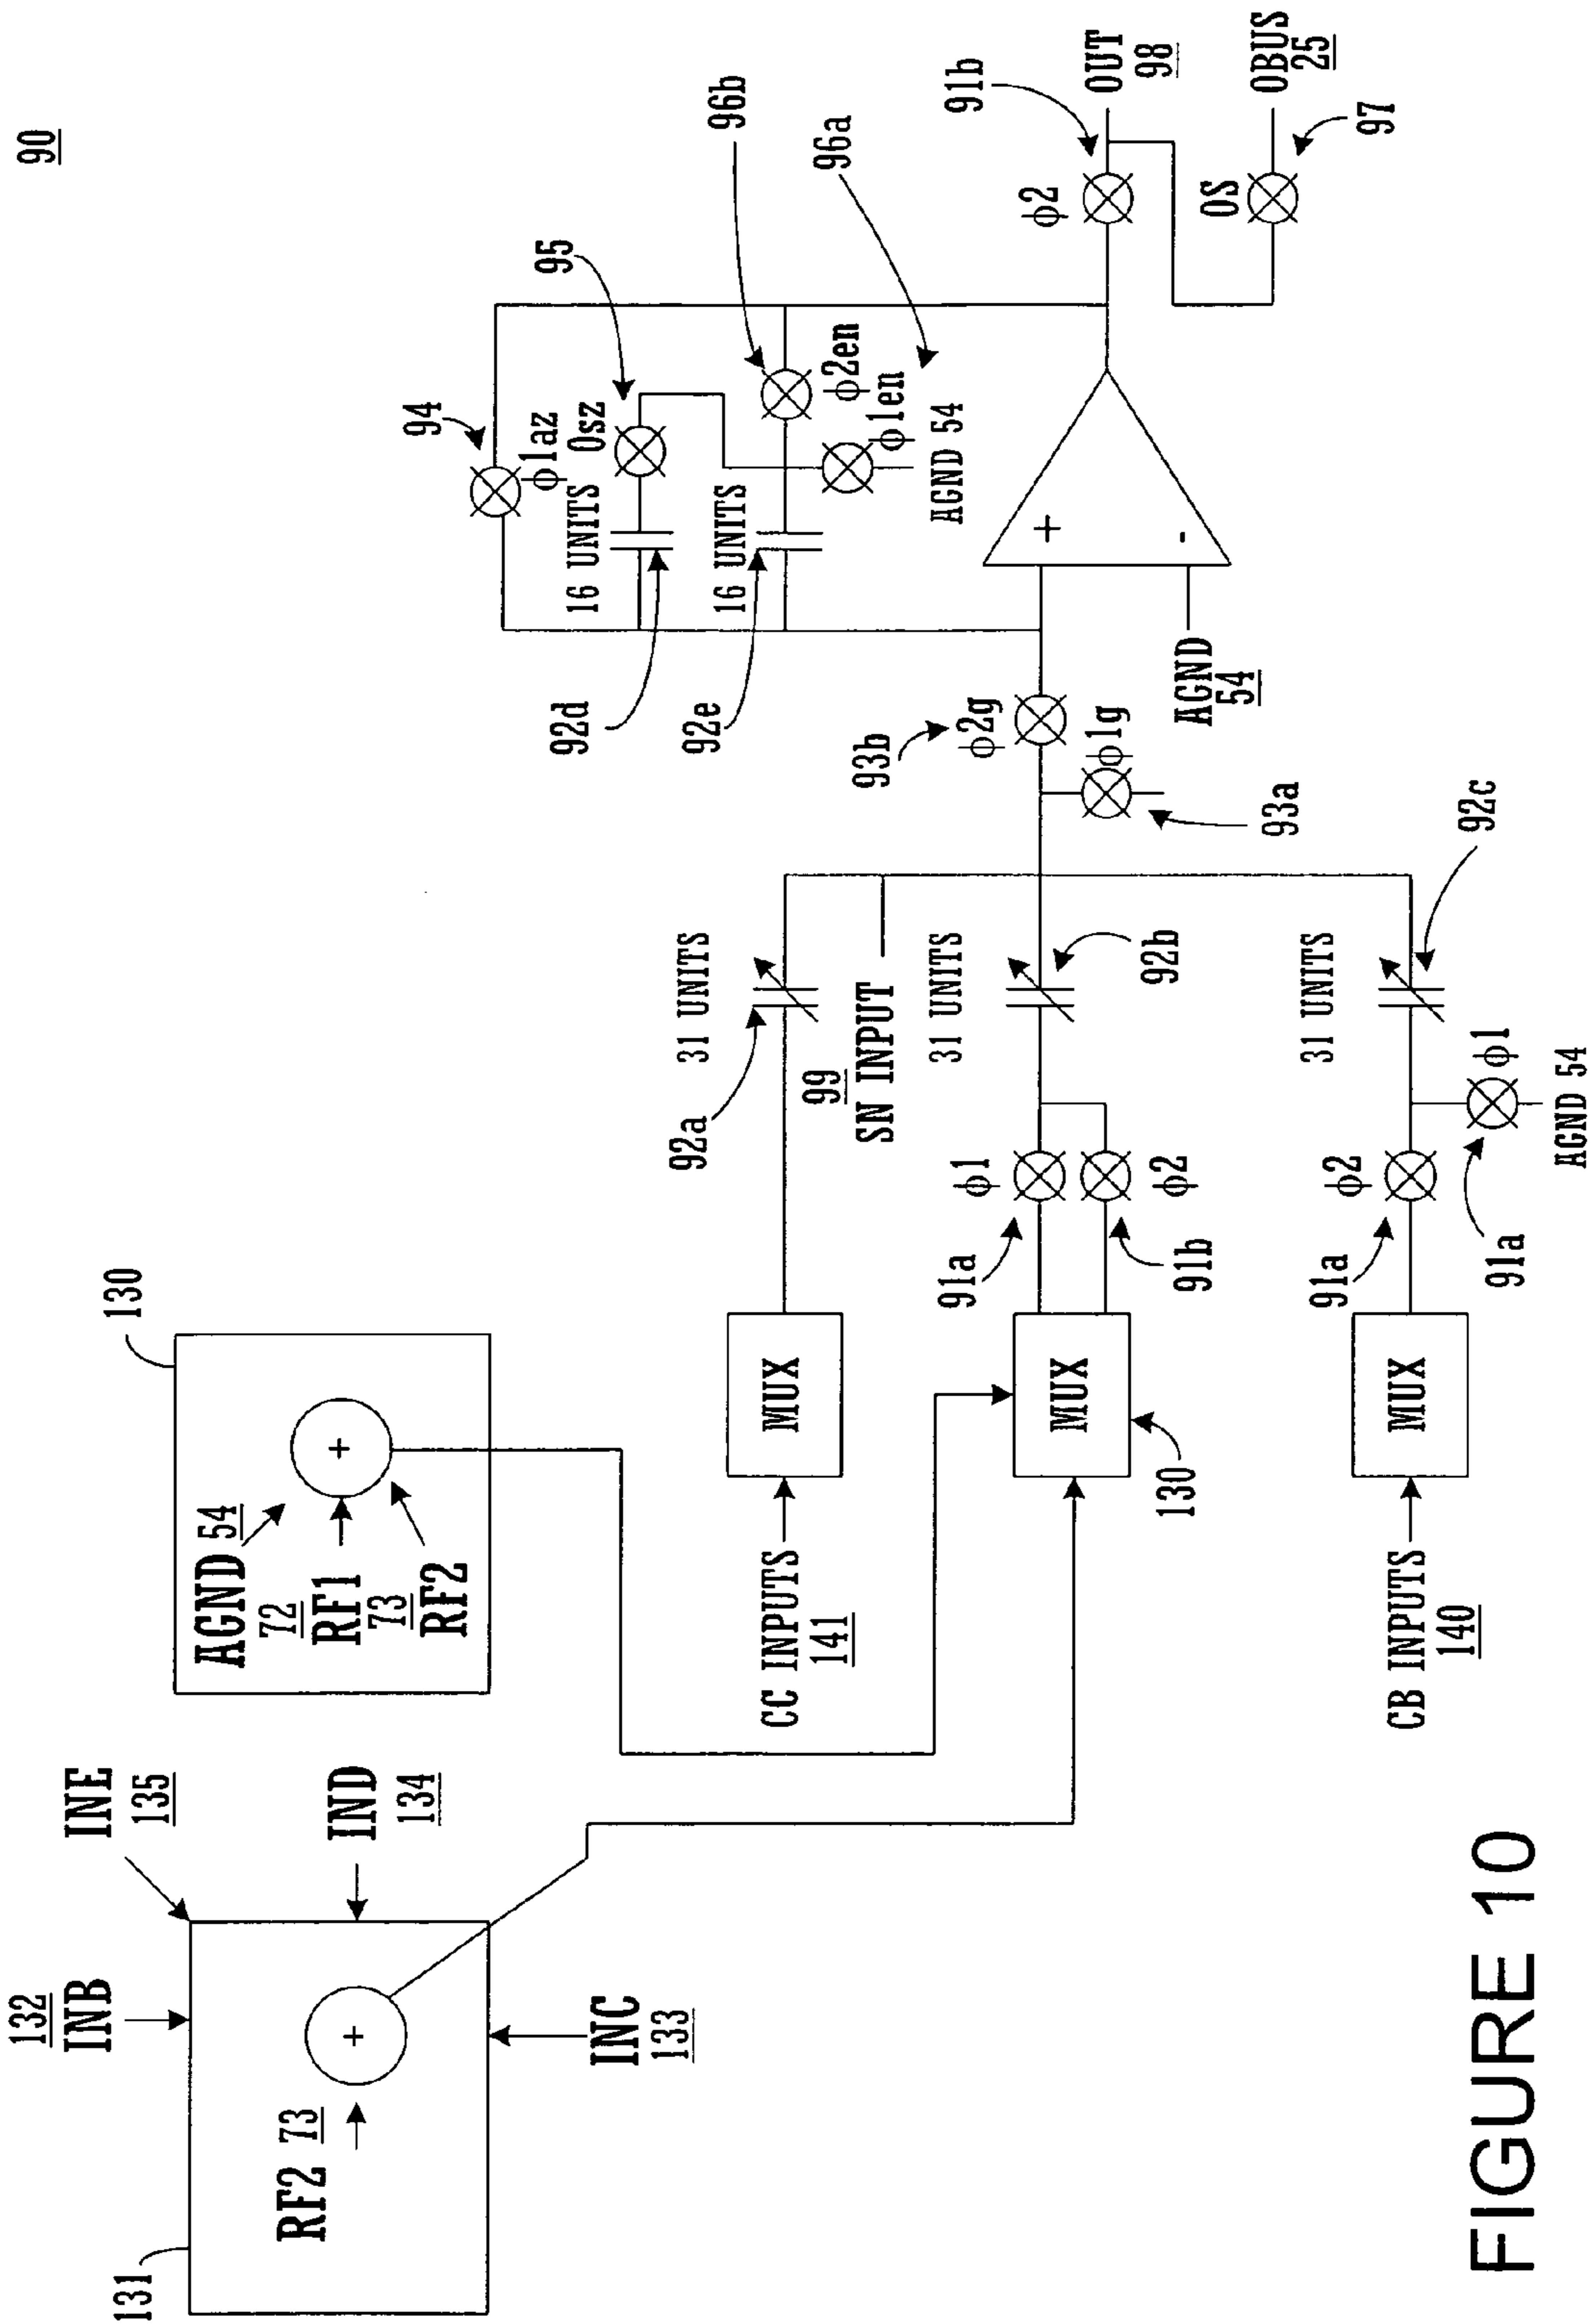 90
132
INB
INE
135
IND
134
INC
133
RF2 73
131
130
AGND 54
72
RF1
73
RF2
CC INPUTS
141
MUX
92a
31 UNITS
99
SN INPUT
MUX
130
91a
ϕ1
91b
ϕ2
31 UNITS
92b
CB INPUTS
140
MUX
91a
ϕ2
91a
ϕ1
AGND 54
31 UNITS
92c
93b
ϕ2g
ϕ1g
93a
94
ϕ1az
95
Osz
16 UNITS
92d
16 UNITS
92e
96b
ϕ2en
96a
ϕ1en
AGND 54
+
-
AGND
54
ϕ2
91b
OUT
98
OS
OBUS
25
97
+
+
FIGURE 10